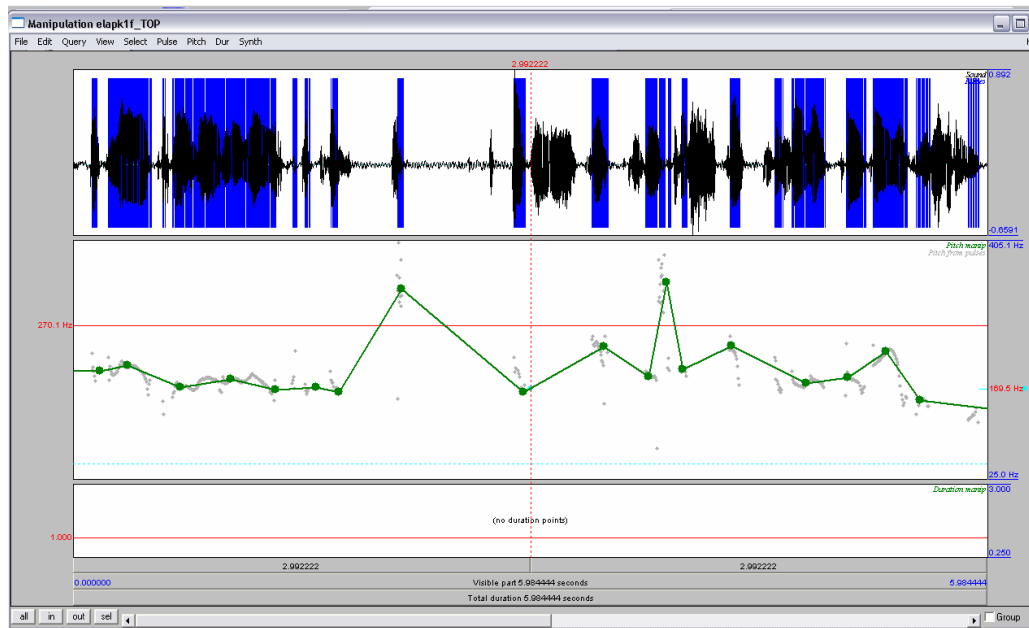 Manipulation elapk1f_TOP
File Edit Query View Select Pulse Pitch Dur Synth
2.992222
Sound 0.892
Pulses
-0.6591
Pitch manip 405.1 Hz
Pitch from pulses
270.1 Hz
169.5 Hz
25.0 Hz
Duration manip 3.000
(no duration points)
1.000
0.250
2.992222 2.992222
0.000000 Visible part 5.984444 seconds 5.984444
Total duration 5.984444 seconds
all in out sel Group